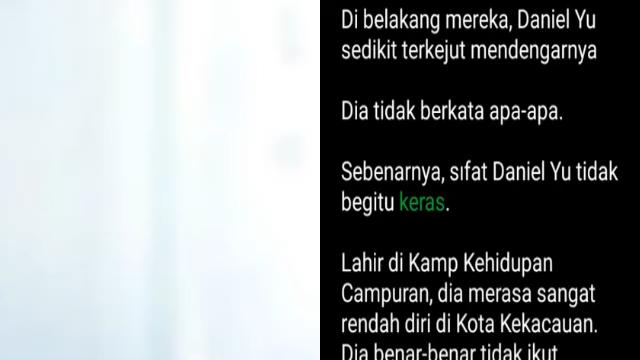 Di belakang mereka, Daniel Yu
sedikit terkejut mendengarnya
Dia tidak berkata apa-apa.
Sebenarnya, sıfat Daniel Yu tidak
begitu keras.
Lahir di Kamp Kehidupan
Campuran, dia merasa sangat
rendah diri di Kota Kekacauan.
Dia benar-benar tidak ikut